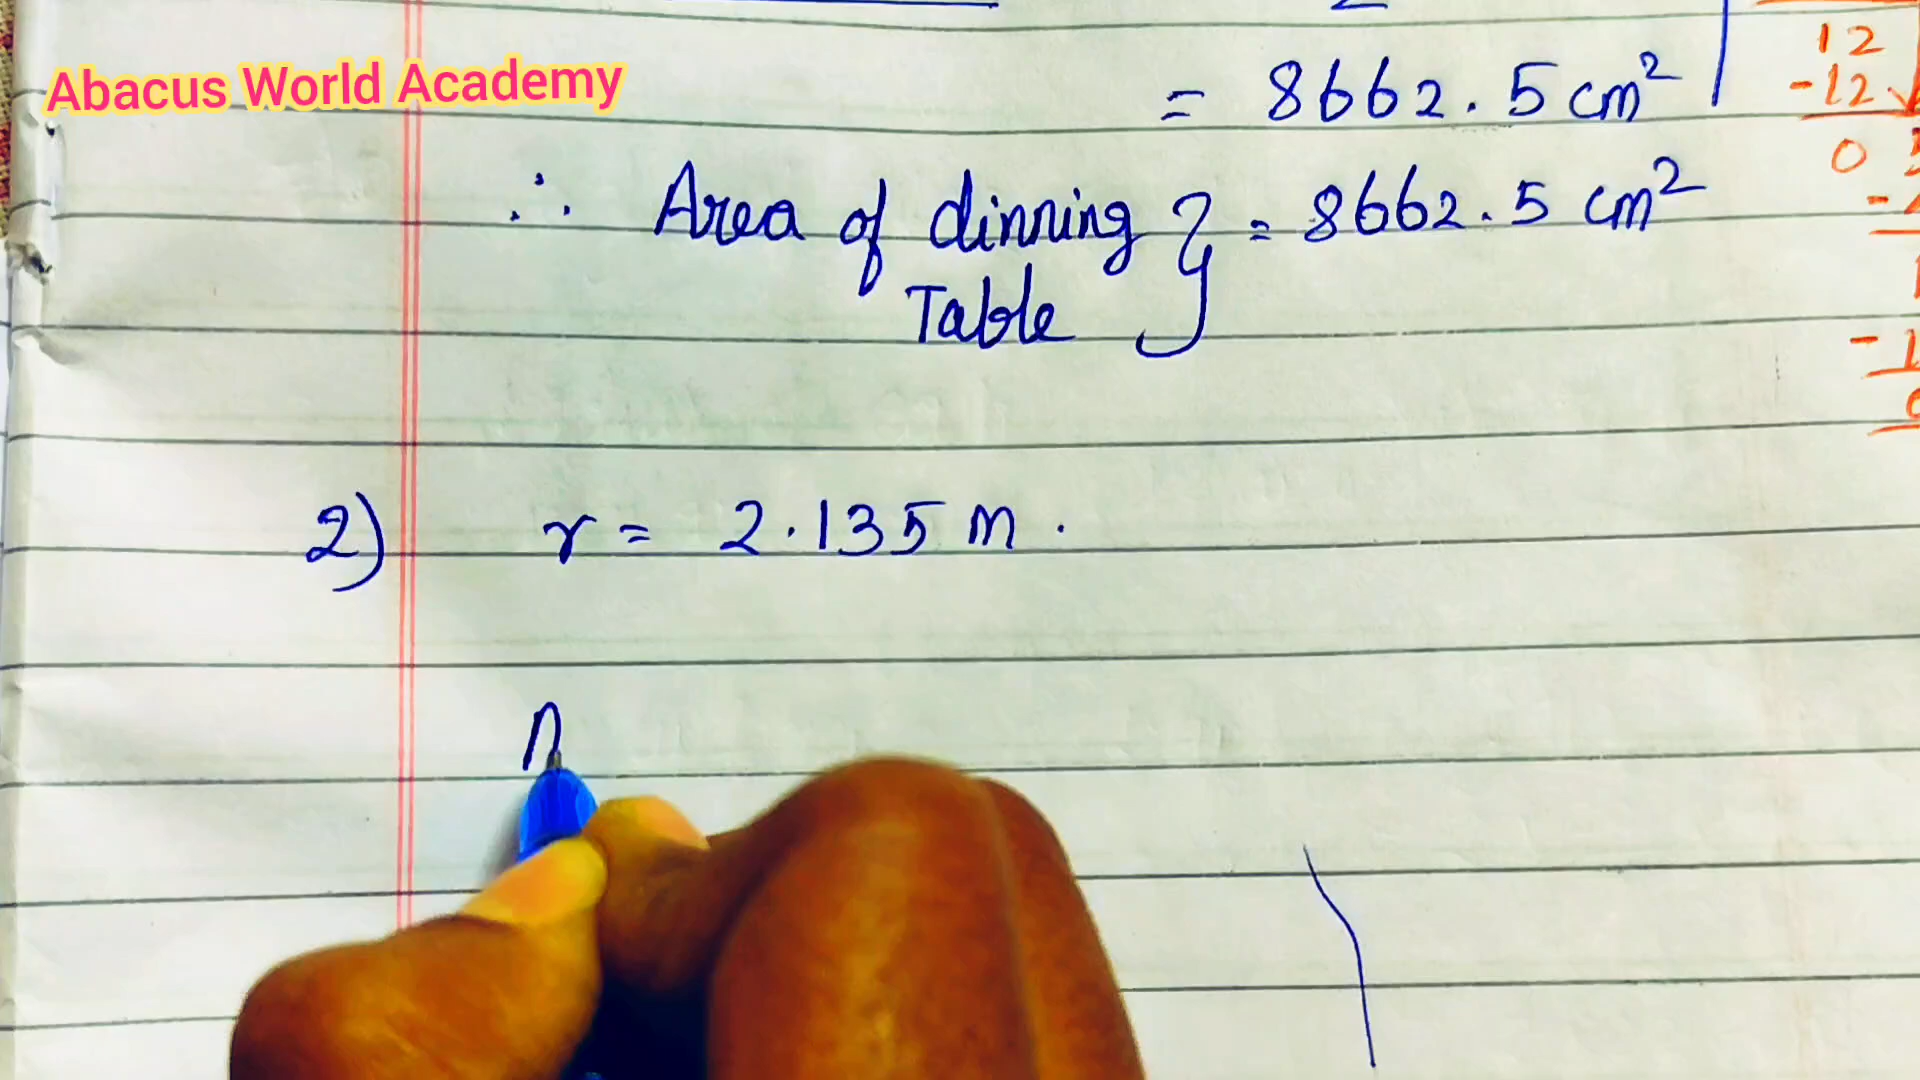 Abacus World Academy
= 8662.5 cm²
∴ Area of dinning } = 8662.5 cm²
Table
2) r = 2.135 m.
12
-12
0